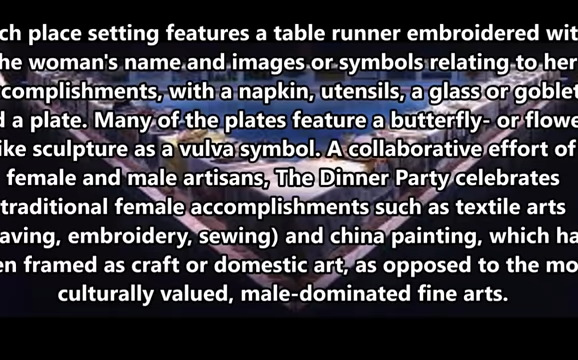 ch place setting features a table runner embroidered wit
he woman's name and images or symbols relating to her
complishments, with a napkin, utensils, a glass or goblet
d a plate. Many of the plates feature a butterfly- or flowe
ike sculpture as a vulva symbol. A collaborative effort of
female and male artisans, The Dinner Party celebrates
traditional female accomplishments such as textile arts
aving, embroidery, sewing) and china painting, which ha
en framed as craft or domestic art, as opposed to the mo
culturally valued, male-dominated fine arts.